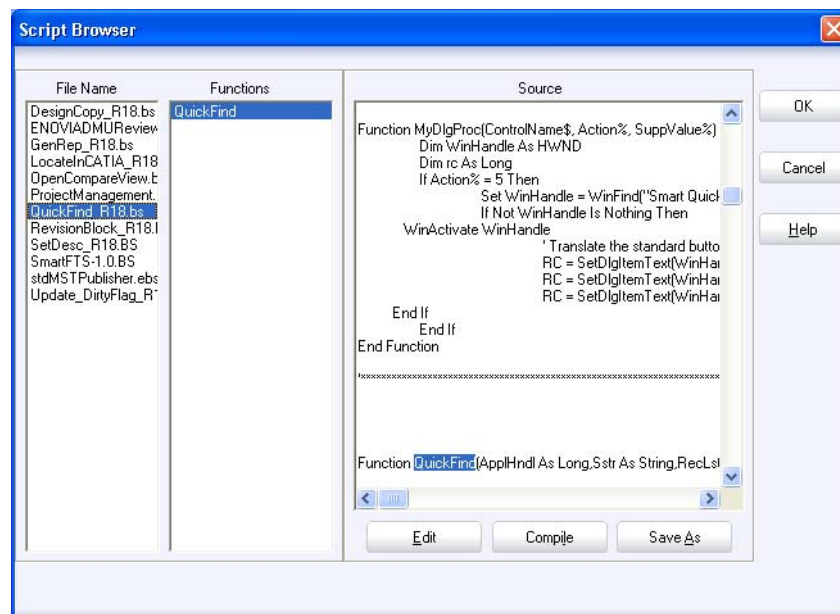 Script Browser
File Name
DesignCopy_R18.bs
ENOVIADMUReview
GenRep_R18.bs
LocateInCATIA_R18
OpenCompareView.b
ProjectManagement.
QuickFind_R18.bs
RevisionBlock_R18.l
SetDesc_R18.BS
SmartFTS-1.0.BS
stdMSTPublisher.ebs
Update_DirtyFlag_R1
Functions
QuickFind
Source
Function MyDlgProc(ControlName$, Action%, SuppValue%)
Dim WinHandle As HWND
Dim rc As Long
If Action% = 5 Then
Set WinHandle = WinFind("Smart Quick
If Not WinHandle Is Nothing Then
WinActivate WinHandle
' Translate the standard butto
RC = SetDlgItemText(WinHar
RC = SetDlgItemText(WinHar
RC = SetDlgItemText(WinHar
End If
End If
End Function
Function QuickFind(ApplHndl As Long,Sstr As String,RecLst
Edit
Compile
Save As
OK
Cancel
Help